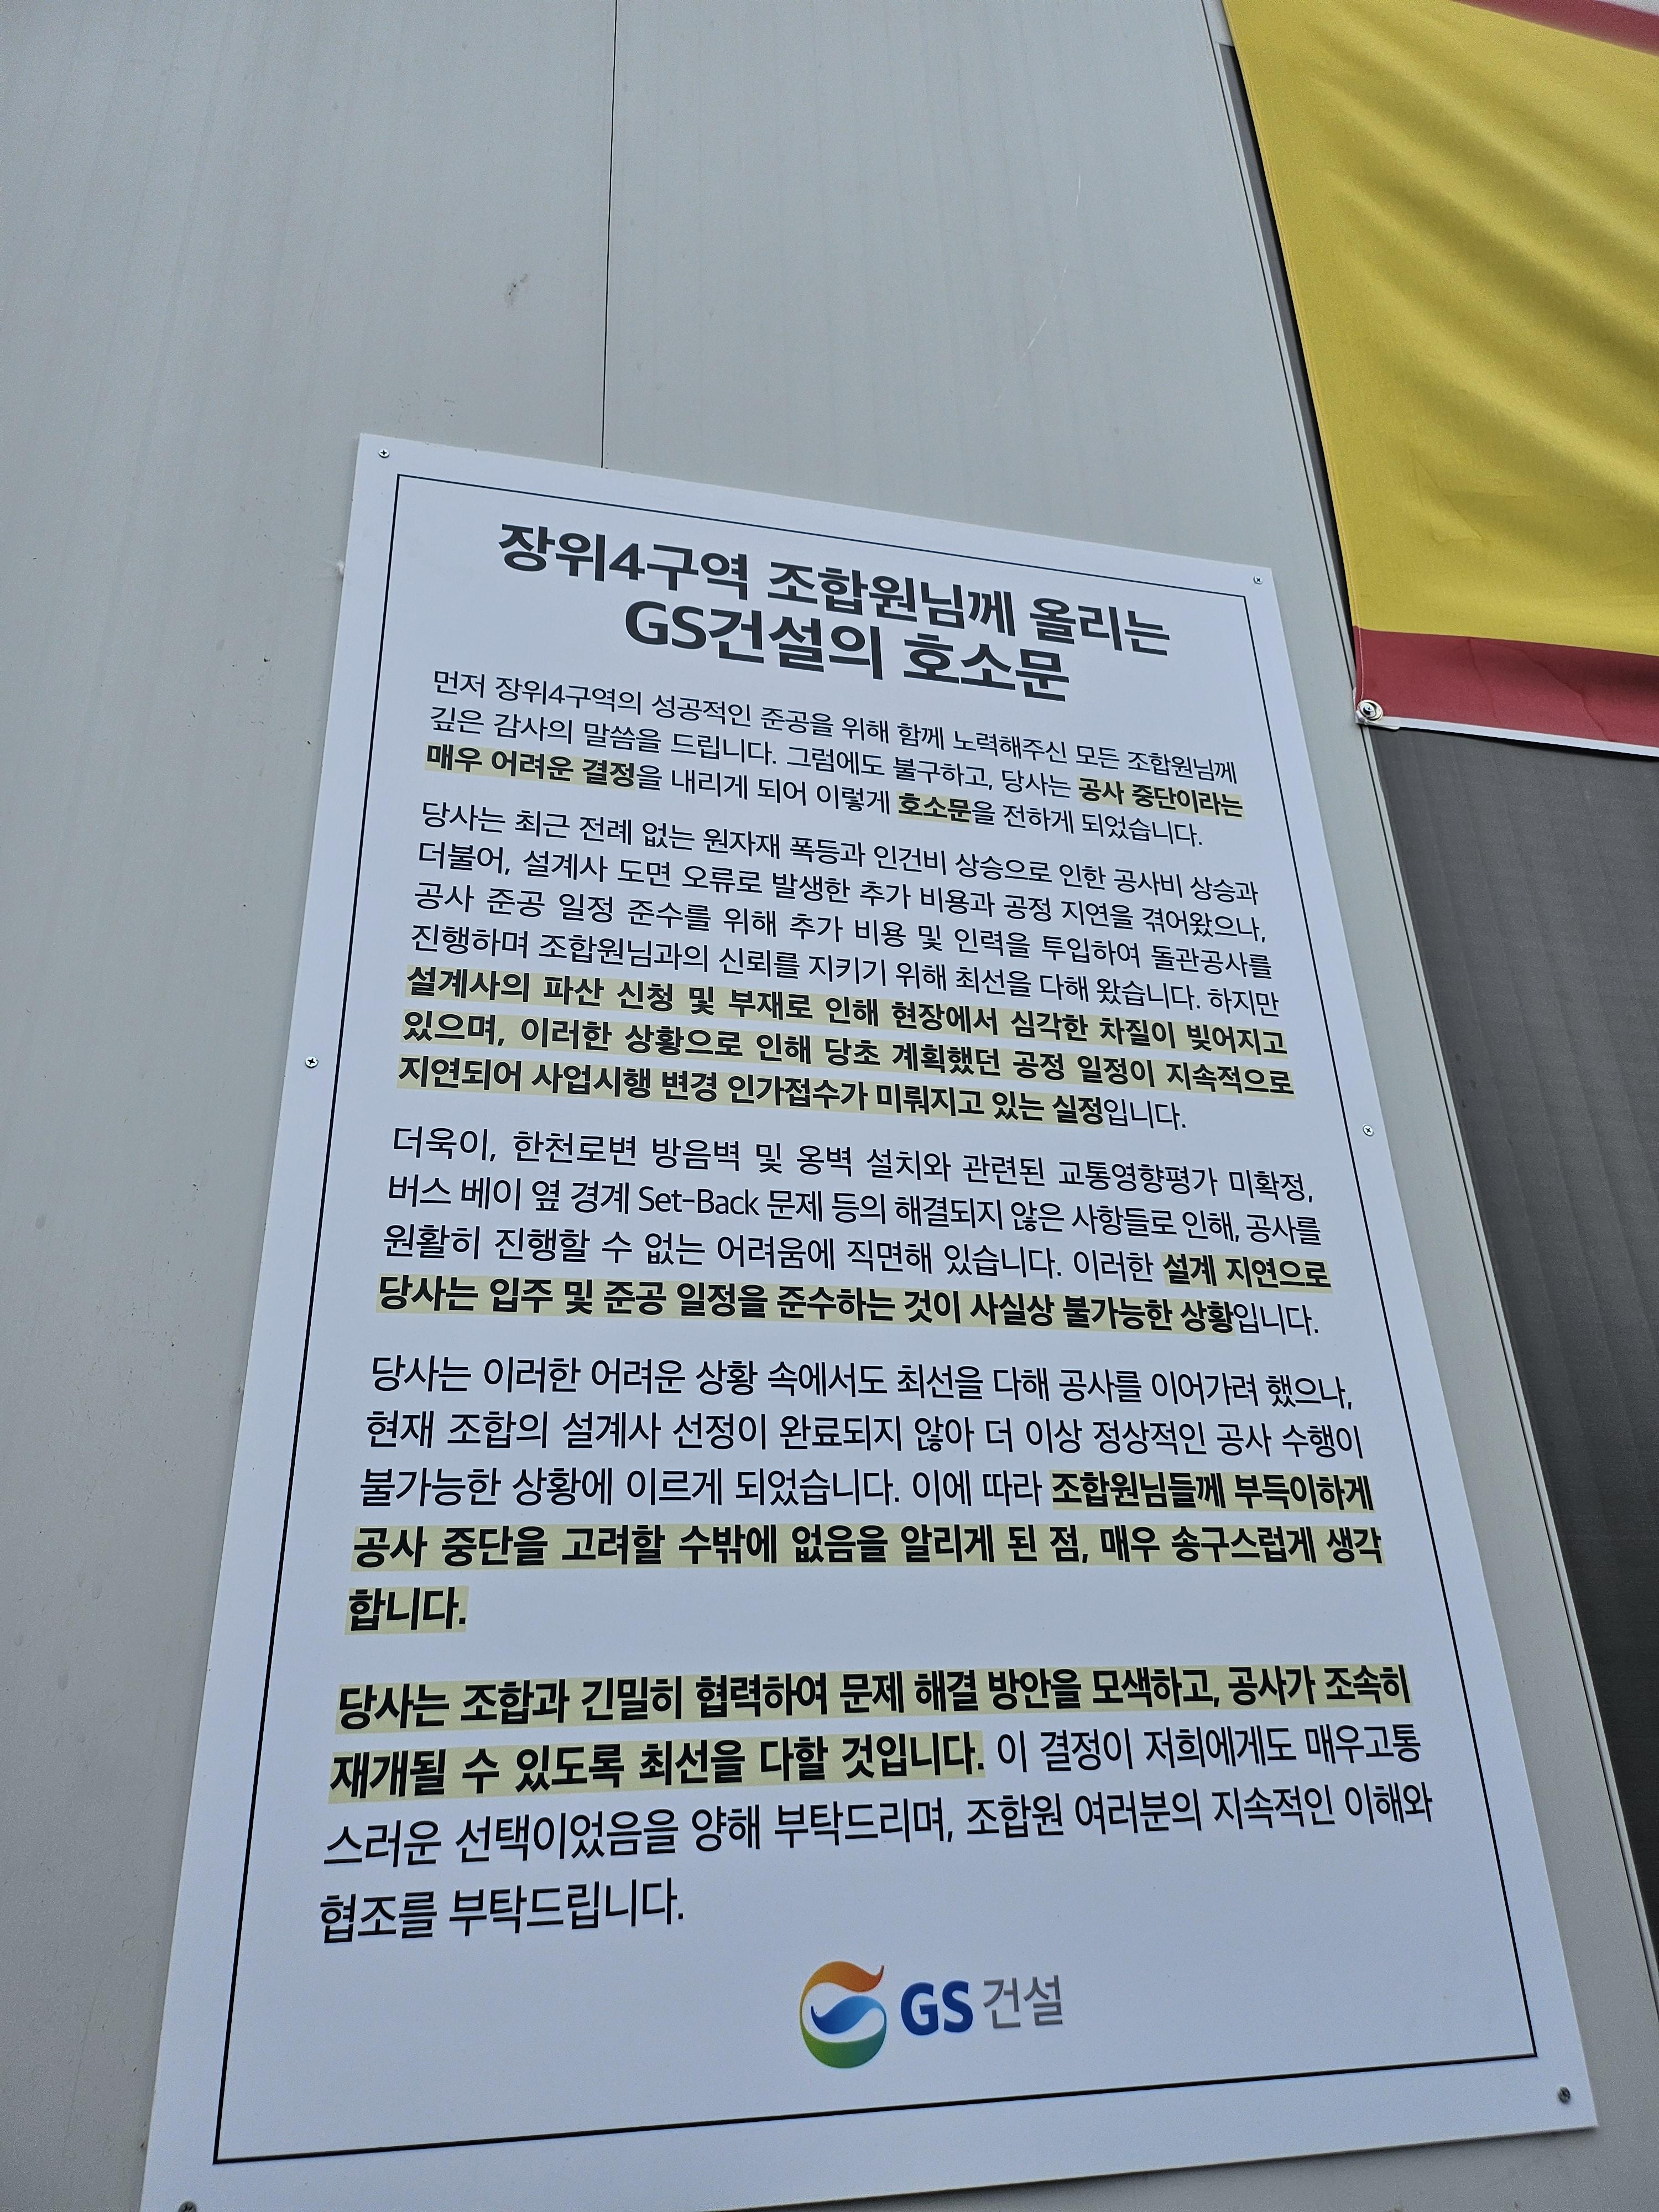 장위4구역 조합원님께 올리는
GS건설의 호소문
먼저 장위4구역의 성공적인 준공을 위해 함께 노력해주신 모든 조합원님께
깊은 감사의 말씀을 드립니다. 그럼에도 불구하고, 당사는 공사 중단이라는
매우 어려운 결정을 내리게 되어 이렇게 호소문을 전하게 되었습니다.
당사는 최근 전례 없는 원자재 폭등과 인건비 상승으로 인한 공사비 상승과
더불어, 설계사 도면 오류로 발생한 추가 비용과 공정 지연을 겪어왔으나,
공사 준공 일정 준수를 위해 추가 비용 및 인력을 투입하여 돌관공사를
진행하며 조합원님과의 신뢰를 지키기 위해 최선을 다해 왔습니다. 하지만
설계사의 파산 신청 및 부재로 인해 현장에서 심각한 차질이 빚어지고
있으며, 이러한 상황으로 인해 당초 계획했던 공정 일정이 지속적으로
지연되어 사업시행 변경 인가접수가 미뤄지고 있는 실정입니다.
더욱이, 한천로변 방음벽 및 옹벽 설치와 관련된 교통영향평가 미확정,
버스 베이 옆 경계 Set-Back 문제 등의 해결되지 않은 사항들로 인해, 공사를
원활히 진행할 수 없는 어려움에 직면해 있습니다. 이러한 설계 지연으로
당사는 입주 및 준공 일정을 준수하는 것이 사실상 불가능한 상황입니다.
당사는 이러한 어려운 상황 속에서도 최선을 다해 공사를 이어가려 했으나,
현재 조합의 설계사 선정이 완료되지 않아 더 이상 정상적인 공사 수행이
불가능한 상황에 이르게 되었습니다. 이에 따라 조합원님들께 부득이하게
공사 중단을 고려할 수밖에 없음을 알리게 된 점, 매우 송구스럽게 생각
합니다.
당사는 조합과 긴밀히 협력하여 문제 해결 방안을 모색하고, 공사가 조속히
재개될 수 있도록 최선을 다할 것입니다. 이 결정이 저희에게도 매우고통
스러운 선택이었음을 양해 부탁드리며, 조합원 여러분의 지속적인 이해와
협조를 부탁드립니다.
GS건설